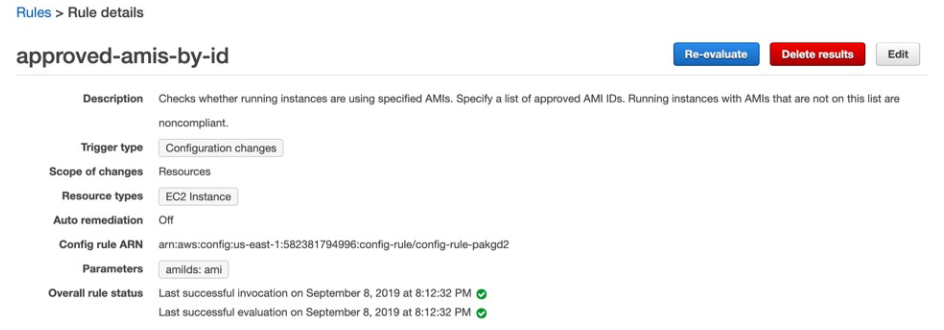 Rules > Rule details
approved-amis-by-id
Re-evaluate
Delete results
Edit
Description Checks whether running instances are using specified AMIs. Specify a list of approved AMI IDs. Running instances with AMIs that are not on this list are
noncompliant.
Trigger type Configuration changes
Scope of changes Resources
Resource types EC2 Instance
Auto remediation Off
Config rule ARN arn:aws:config:us-east-1:582381794996:config-rule/config-rule-pakgd2
Parameters amiIds: ami
Overall rule status Last successful invocation on September 8, 2019 at 8:12:32 PM
Last successful evaluation on September 8, 2019 at 8:12:32 PM